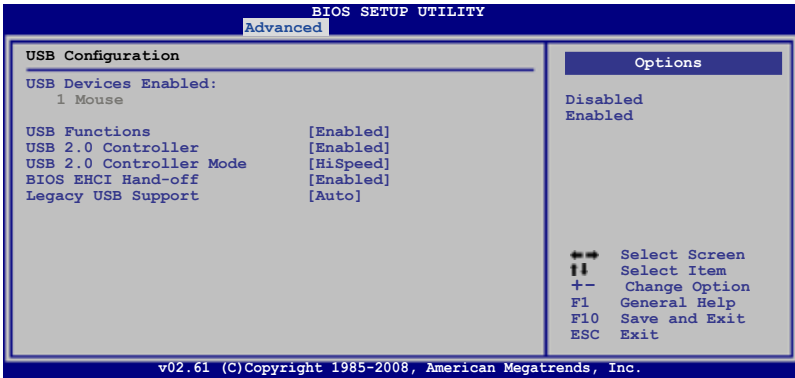 BIOS SETUP UTILITY
Advanced
USB Configuration
USB Devices Enabled:
1 Mouse
USB Functions [Enabled]
USB 2.0 Controller [Enabled]
USB 2.0 Controller Mode [HiSpeed]
BIOS EHCI Hand-off [Enabled]
Legacy USB Support [Auto]
Options
Disabled
Enabled
←→ Select Screen
↑↓ Select Item
+- Change Option
F1 General Help
F10 Save and Exit
ESC Exit
v02.61 (C)Copyright 1985-2008, American Megatrends, Inc.